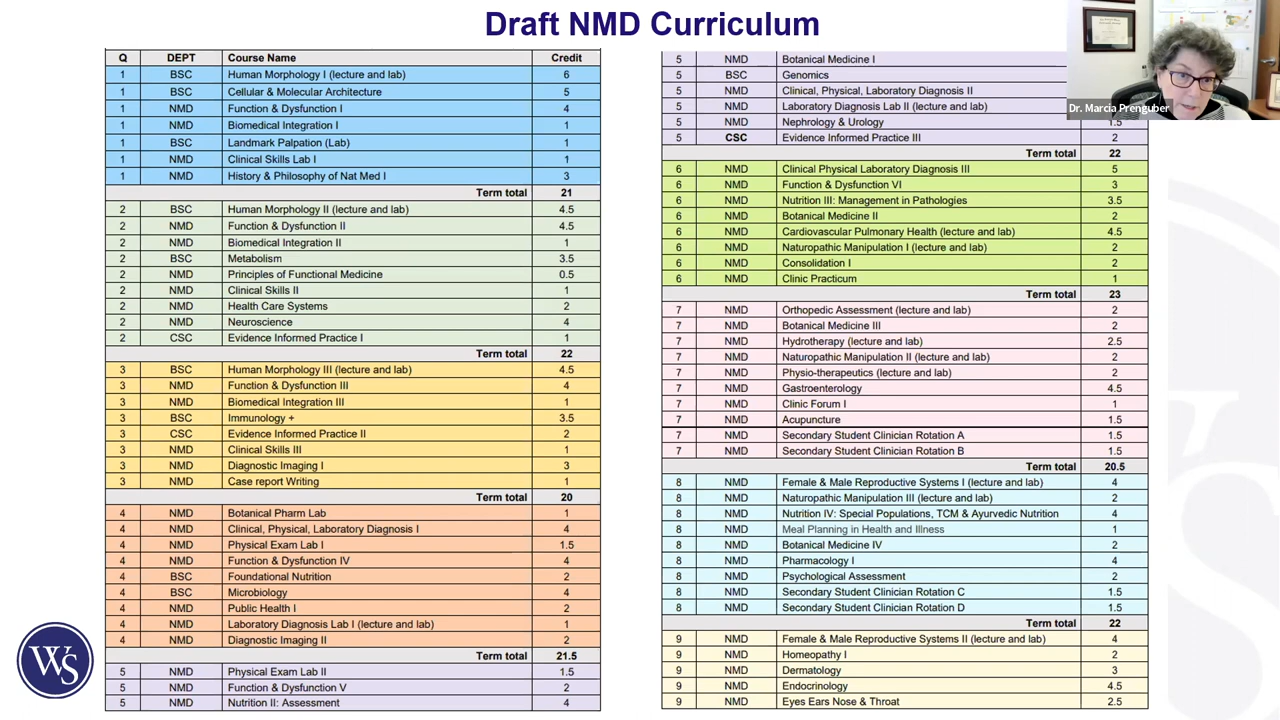 Draft NMD Curriculum
Q DEPT Course Name Credit
1 BSC Human Morphology I (lecture and lab) 6
1 BSC Cellular & Molecular Architecture 5
1 NMD Function & Dysfunction I 4
1 NMD Biomedical Integration I 1
1 BSC Landmark Palpation (Lab) 1
1 NMD Clinical Skills Lab I 1
1 NMD History & Philosophy of Nat Med I 3
Term total 21
2 BSC Human Morphology II (lecture and lab) 4.5
2 NMD Function & Dysfunction II 4.5
2 NMD Biomedical Integration II 1
2 BSC Metabolism 3.5
2 NMD Principles of Functional Medicine 0.5
2 NMD Clinical Skills II 1
2 NMD Health Care Systems 2
2 NMD Neuroscience 4
2 CSC Evidence Informed Practice I 1
Term total 22
3 BSC Human Morphology III (lecture and lab) 4.5
3 NMD Function & Dysfunction III 4
3 NMD Biomedical Integration III 1
3 BSC Immunology + 3.5
3 CSC Evidence Informed Practice II 2
3 NMD Clinical Skills III 1
3 NMD Diagnostic Imaging I 3
3 NMD Case report Writing 1
Term total 20
4 NMD Botanical Pharm Lab 1
4 NMD Clinical, Physical, Laboratory Diagnosis I 4
4 NMD Physical Exam Lab I 1.5
4 NMD Function & Dysfunction IV 4
4 BSC Foundational Nutrition 2
4 BSC Microbiology 4
4 NMD Public Health I 2
4 NMD Laboratory Diagnosis Lab I (lecture and lab) 1
4 NMD Diagnostic Imaging II 2
Term total 21.5
5 NMD Physical Exam Lab II 1.5
5 NMD Function & Dysfunction V 2
5 NMD Nutrition II: Assessment 4
5 NMD Botanical Medicine I
5 BSC Genomics
5 NMD Clinical, Physical, Laboratory Diagnosis II
5 NMD Laboratory Diagnosis Lab II (lecture and lab)
5 NMD Nephrology & Urology 1.5
5 CSC Evidence Informed Practice III 2
Term total 22
6 NMD Clinical Physical Laboratory Diagnosis III 5
6 NMD Function & Dysfunction VI 3
6 NMD Nutrition III: Management in Pathologies 3.5
6 NMD Botanical Medicine II 2
6 NMD Cardiovascular Pulmonary Health (lecture and lab) 4.5
6 NMD Naturopathic Manipulation I (lecture and lab) 2
6 NMD Consolidation I 2
6 NMD Clinic Practicum 1
Term total 23
7 NMD Orthopedic Assessment (lecture and lab) 2
7 NMD Botanical Medicine III 2
7 NMD Hydrotherapy (lecture and lab) 2.5
7 NMD Naturopathic Manipulation II (lecture and lab) 2
7 NMD Physio-therapeutics (lecture and lab) 2
7 NMD Gastroenterology 4.5
7 NMD Clinic Forum I 1
7 NMD Acupuncture 1.5
7 NMD Secondary Student Clinician Rotation A 1.5
7 NMD Secondary Student Clinician Rotation B 1.5
Term total 20.5
8 NMD Female & Male Reproductive Systems I (lecture and lab) 4
8 NMD Naturopathic Manipulation III (lecture and lab) 2
8 NMD Nutrition IV: Special Populations, TCM & Ayurvedic Nutrition 4
8 NMD Meal Planning in Health and Illness 1
8 NMD Botanical Medicine IV 2
8 NMD Pharmacology I 4
8 NMD Psychological Assessment 2
8 NMD Secondary Student Clinician Rotation C 1.5
8 NMD Secondary Student Clinician Rotation D 1.5
Term total 22
9 NMD Female & Male Reproductive Systems II (lecture and lab) 4
9 NMD Homeopathy I 2
9 NMD Dermatology 3
9 NMD Endocrinology 4.5
9 NMD Eyes Ears Nose & Throat 2.5
Dr. Marcia Prenguber
WS